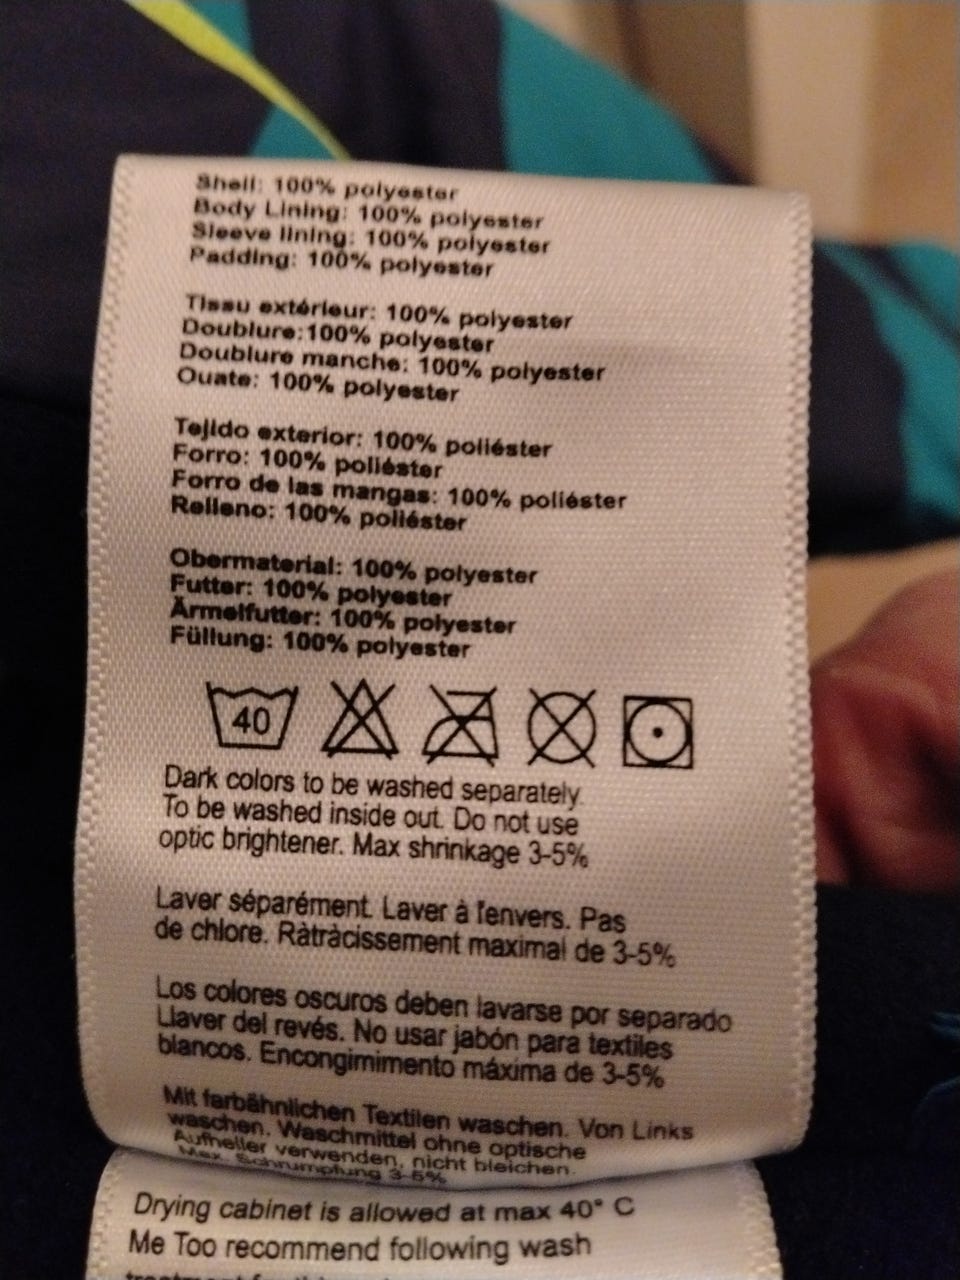 Shell: 100% polyester
Body Lining: 100% polyester
Sleeve lining: 100% polyester
Padding: 100% polyester
Tissu extérieur: 100% polyester
Doublure:100% polyester
Doublure manche: 100% polyester
Ouate: 100% polyester
Tejido exterior: 100% poliéster
Forro: 100% poliéster
Forro de las mangas: 100% poliéster
Relleno: 100% poliéster
Obermaterial: 100% polyester
Futter: 100% polyester
Ärmelfutter: 100% polyester
Füllung: 100% polyester
40
Dark colors to be washed separately
To be washed inside out. Do not use
optic brightener. Max shrinkage 3-5%
Laver séparément. Laver à l'envers. Pas
de chlore. Ràtràcissement maximal de 3-5%
Los colores oscuros deben lavarse por separado
Llaver del revés. No usar jabón para textiles
blancos. Encongimimento máxima de 3-5%
Mit farbähnlichen Textilen waschen. Von Links
waschen. Waschmittel ohne optische
Aufheller verwenden, nicht bleichen.
Max. Schrumpfung 3-5%
Drying cabinet is allowed at max 40° C
Me Too recommend following wash